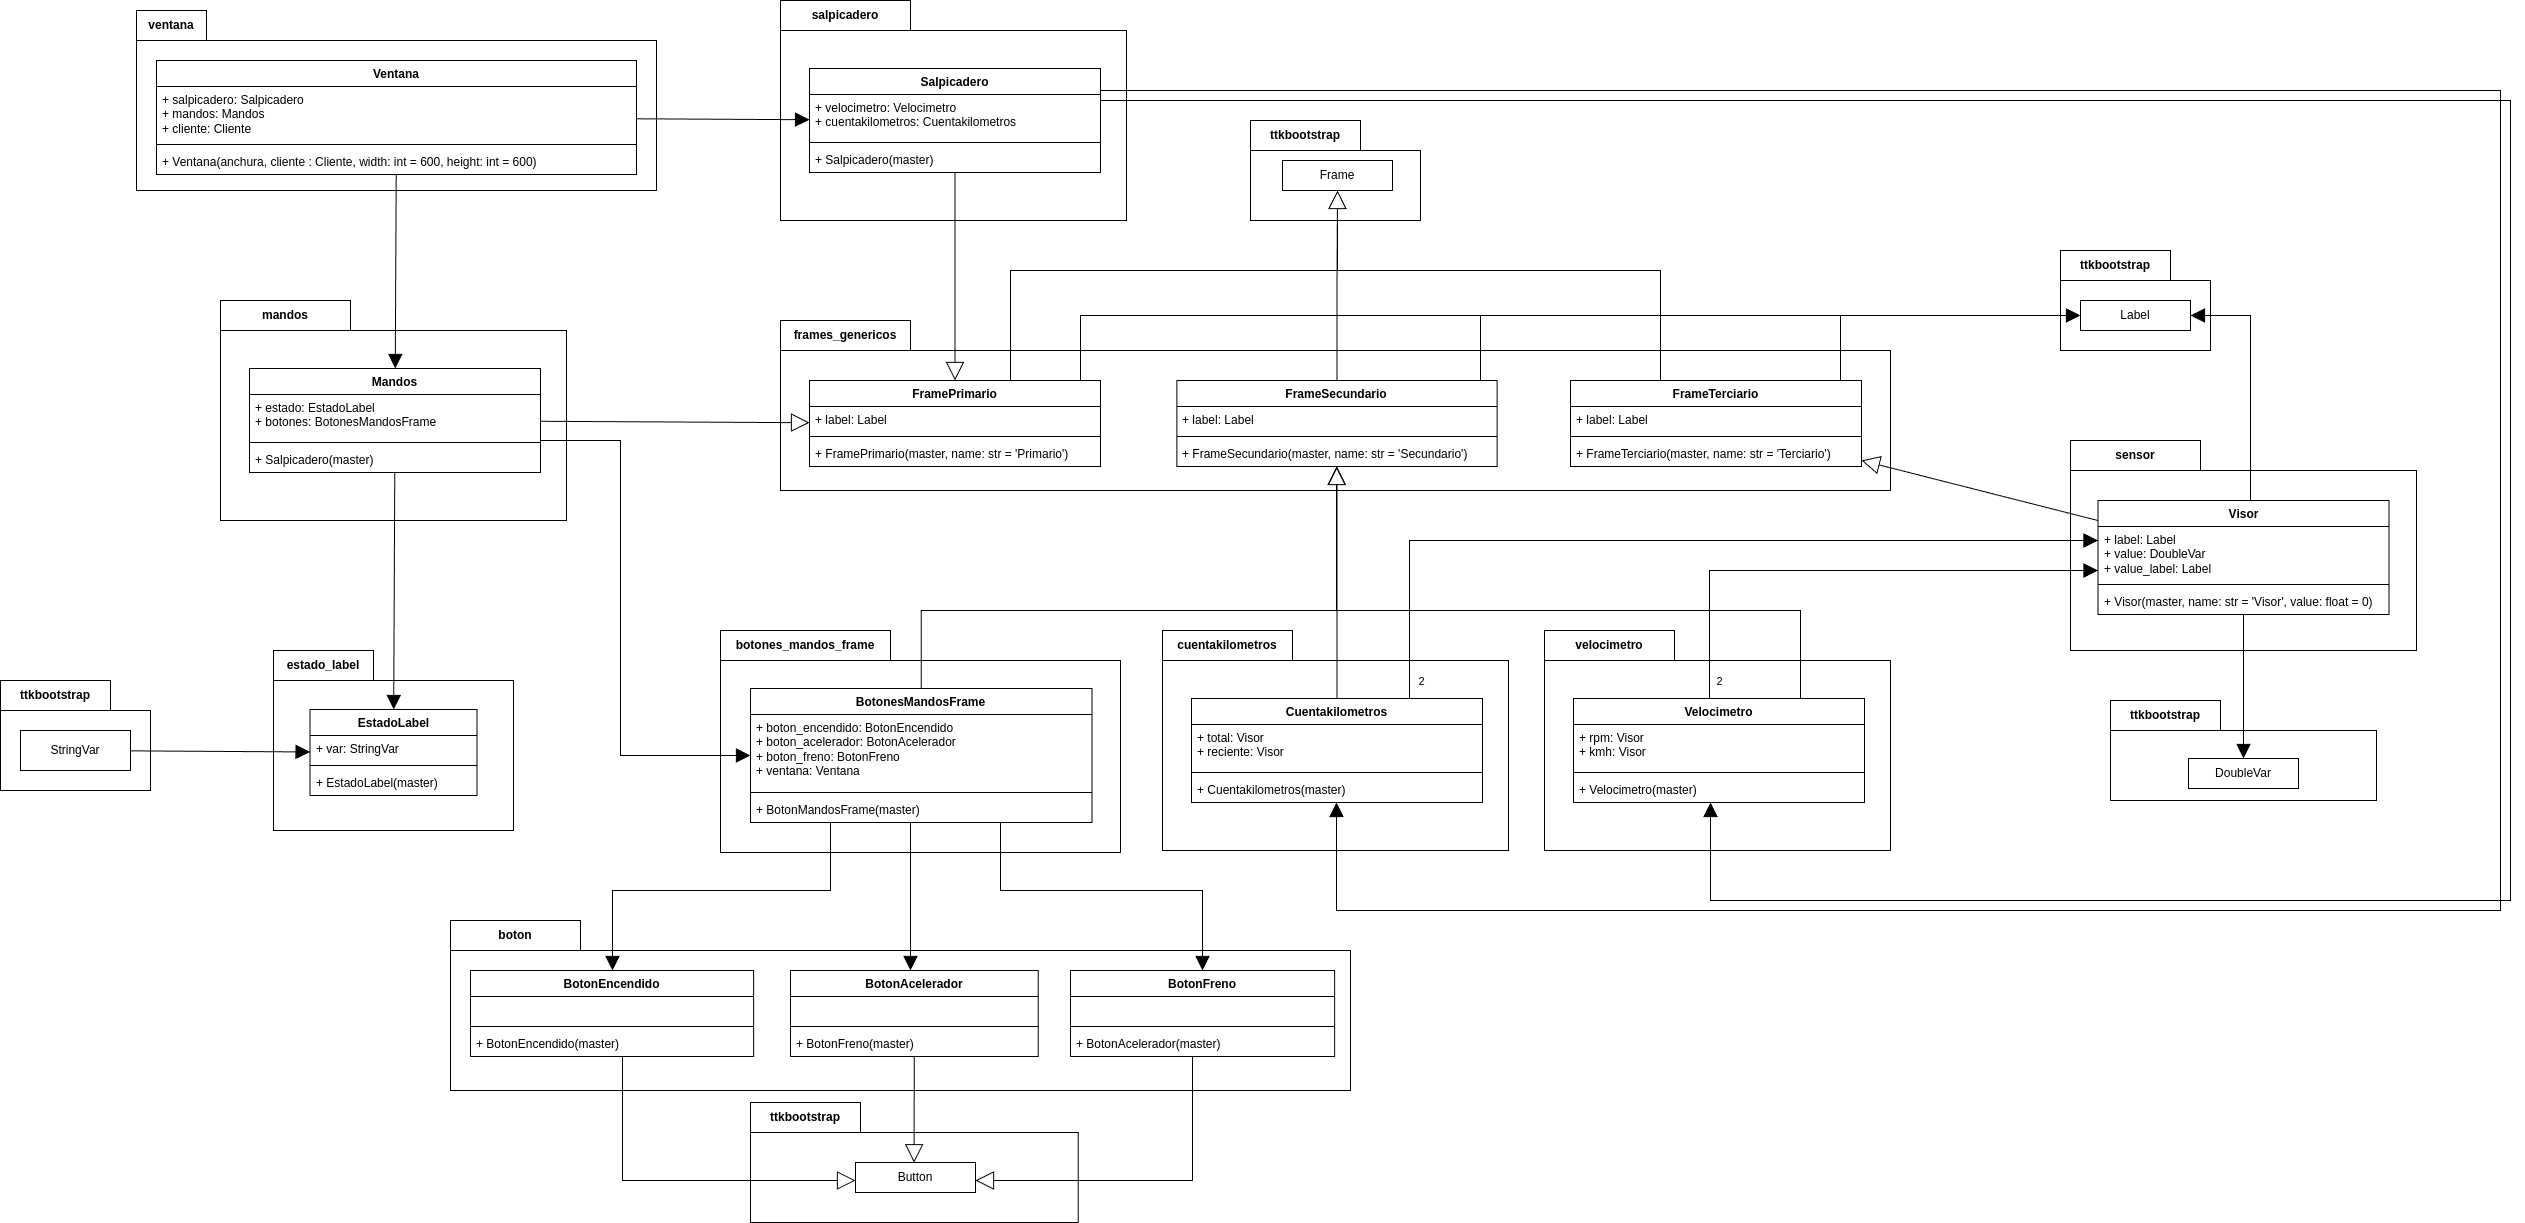 ventana
Ventana
+ salpicadero: Salpicadero
+ mandos: Mandos
+ cliente: Cliente
+ Ventana(anchura, cliente : Cliente, width: int = 600, height: int = 600)
salpicadero
Salpicadero
+ velocimetro: Velocimetro
+ cuentakilometros: Cuentakilometros
+ Salpicadero(master)
ttkbootstrap
Frame
ttkbootstrap
Label
mandos
Mandos
+ estado: EstadoLabel
+ botones: BotonesMandosFrame
+ Salpicadero(master)
frames_genericos
FramePrimario
+ label: Label
+ FramePrimario(master, name: str = 'Primario')
FrameSecundario
+ label: Label
+ FrameSecundario(master, name: str = 'Secundario')
FrameTerciario
+ label: Label
+ FrameTerciario(master, name: str = 'Terciario')
sensor
Visor
+ label: Label
+ value: DoubleVar
+ value_label: Label
+ Visor(master, name: str = 'Visor', value: float = 0)
ttkbootstrap
StringVar
estado_label
EstadoLabel
+ var: StringVar
+ EstadoLabel(master)
botones_mandos_frame
BotonesMandosFrame
+ boton_encendido: BotonEncendido
+ boton_acelerador: BotonAcelerador
+ boton_freno: BotonFreno
+ ventana: Ventana
+ BotonMandosFrame(master)
cuentakilometros
2
Cuentakilometros
+ total: Visor
+ reciente: Visor
+ Cuentakilometros(master)
velocimetro
2
Velocimetro
+ rpm: Visor
+ kmh: Visor
+ Velocimetro(master)
ttkbootstrap
DoubleVar
boton
BotonEncendido
+ BotonEncendido(master)
BotonAcelerador
+ BotonFreno(master)
BotonFreno
+ BotonAcelerador(master)
ttkbootstrap
Button